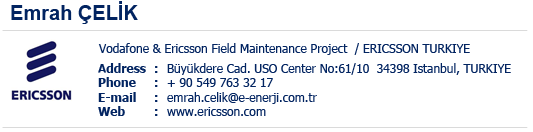 Emrah ÇELİK
Vodafone & Ericsson Field Maintenance Project / ERICSSON TURKIYE
Address : Büyükdere Cad. USO Center No:61/10 34398 Istanbul, TURKIYE
Phone : + 90 549 763 32 17
E-mail : emrah.celik@e-enerji.com.tr
Web : www.ericsson.com
ERICSSON